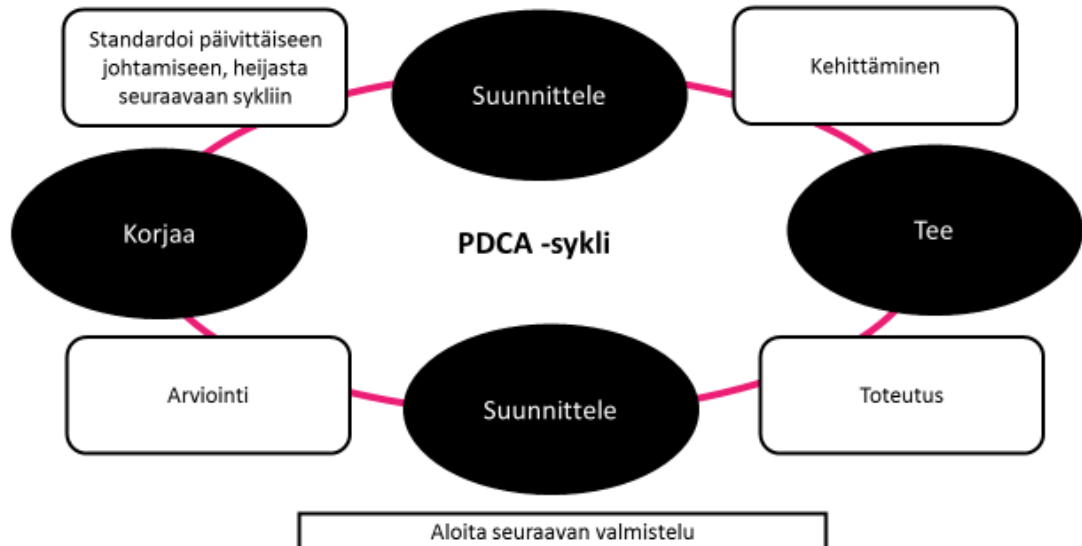 Standardoi päivittäiseen
johtamiseen, heijasta
seuraavaan sykliin
Suunnittele
Kehittäminen
Korjaa
PDCA -sykli
Tee
Arviointi
Suunnittele
Toteutus
Aloita seuraavan valmistelu